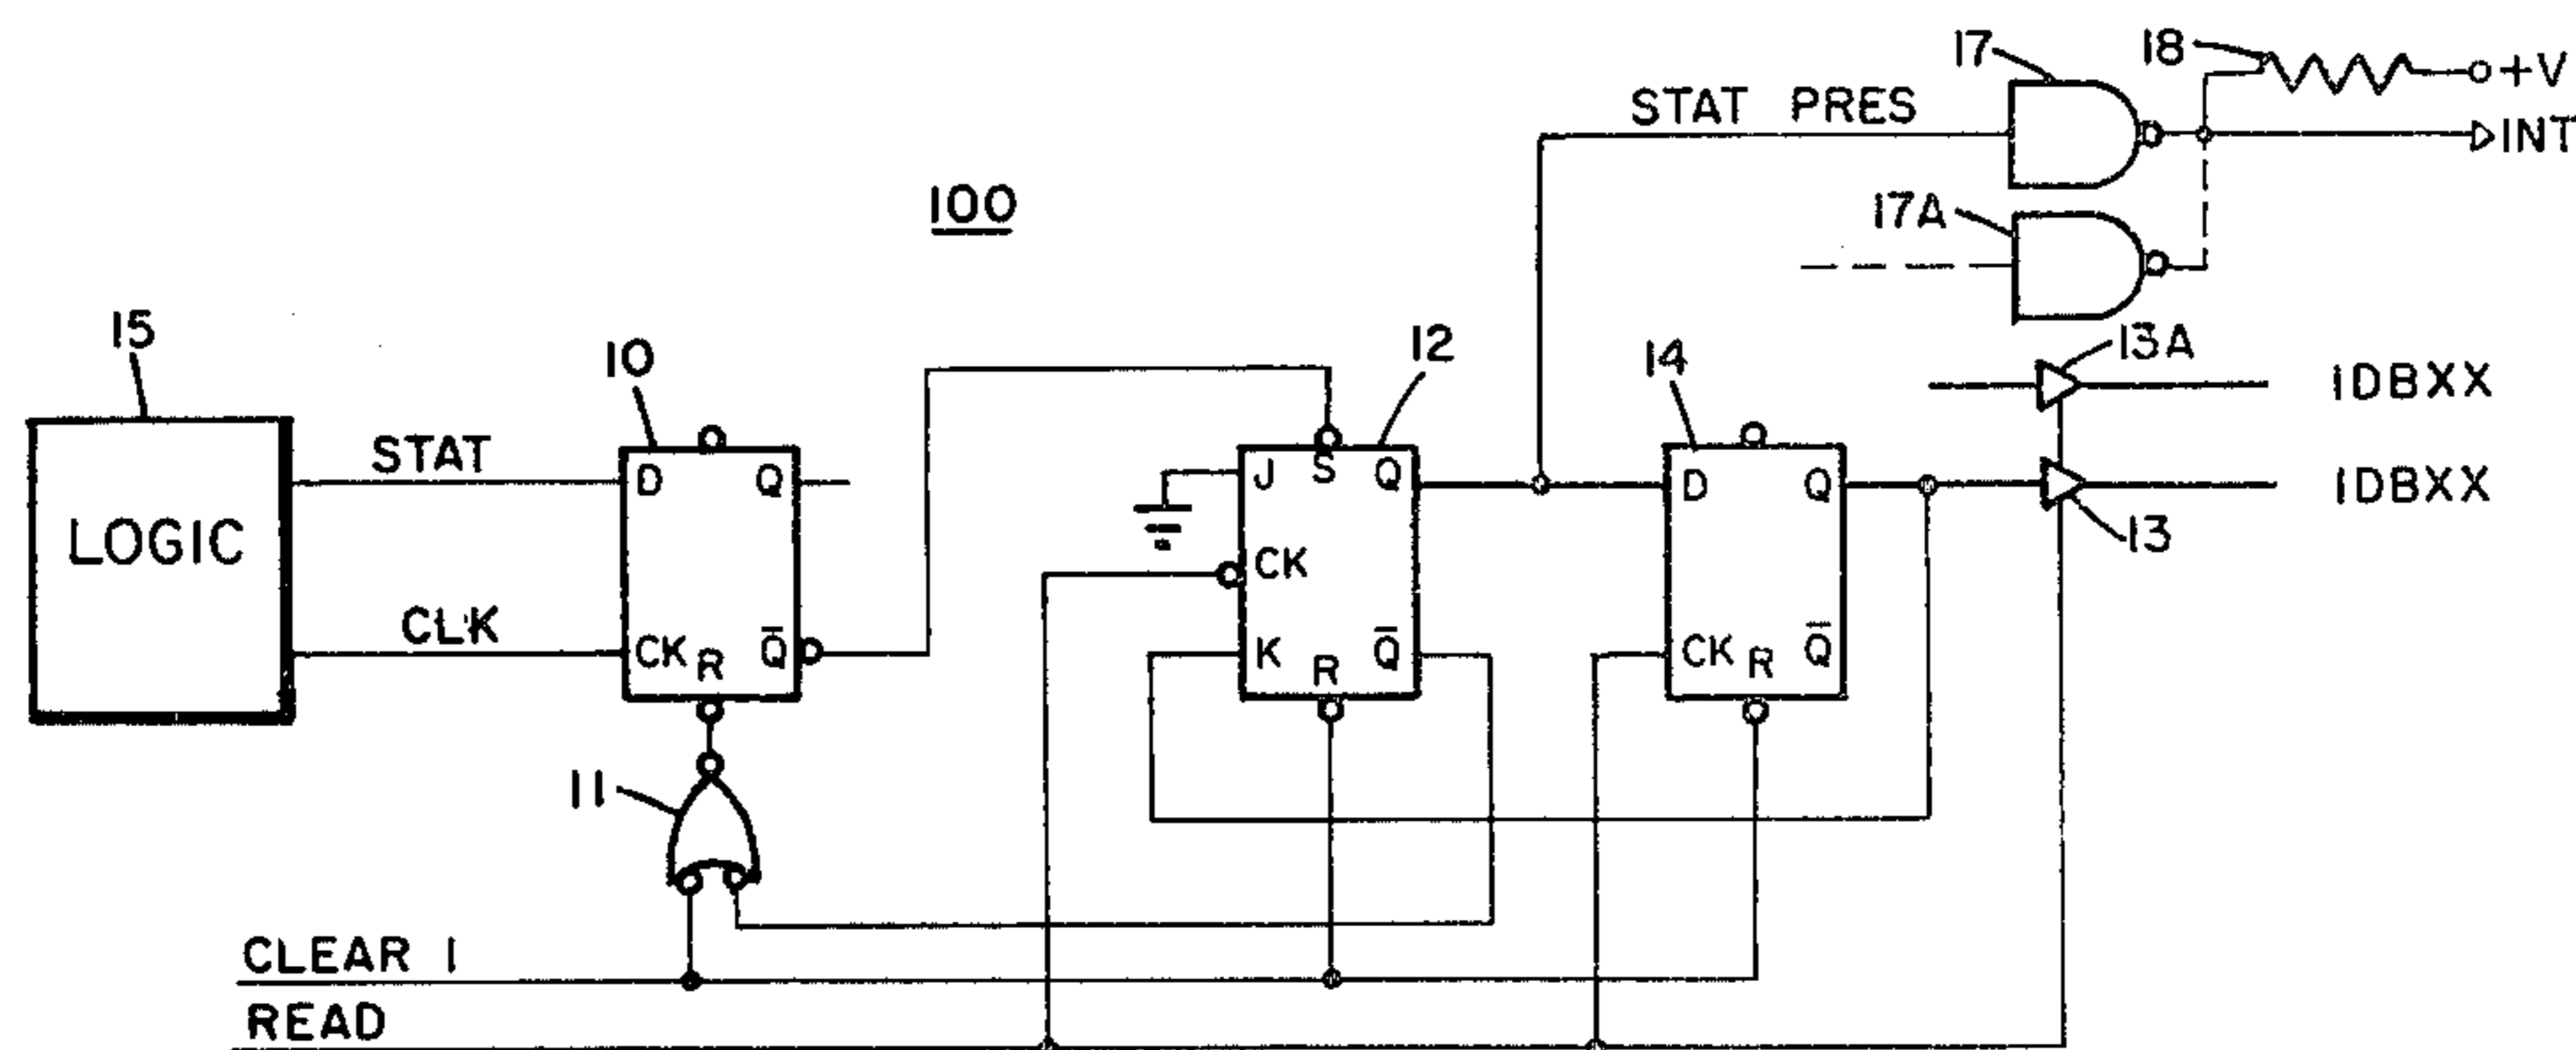 17
18
+V
STAT PRES
INT
100
17A
15
10
12
14
13A
IDBXX
STAT
D
Q
J
S
Q
D
Q
IDBXX
LOGIC
13
CK
CLK
CK
R
Q̅
K
R
Q̅
CK
R
Q̅
11
CLEAR 1
READ